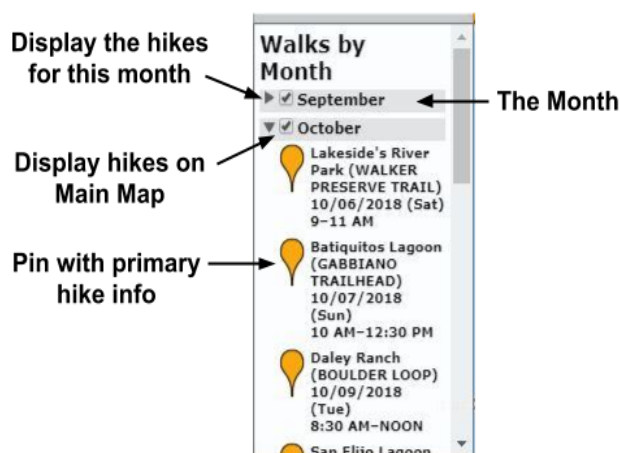 Display the hikes
for this month
Walks by
Month
September
The Month
October
Display hikes on
Main Map
Lakeside's River
Park (WALKER
PRESERVE TRAIL)
10/06/2018 (Sat)
9–11 AM
Pin with primary
hike info
Batiquitos Lagoon
(GABBIANO
TRAILHEAD)
10/07/2018
(Sun)
10 AM–12:30 PM
Daley Ranch
(BOULDER LOOP)
10/09/2018
(Tue)
8:30 AM–NOON
San Elijo Lagoon